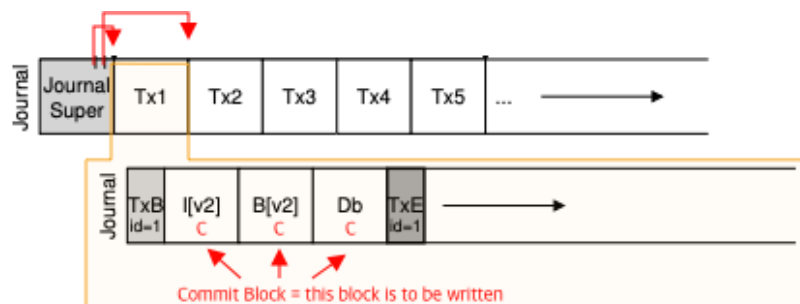 Journal
Journal Super
Tx1
Tx2
Tx3
Tx4
Tx5
...
Journal
TxB
id=1
I[v2]
C
B[v2]
C
Db
C
TxE
id=1
Commit Block = this block is to be written